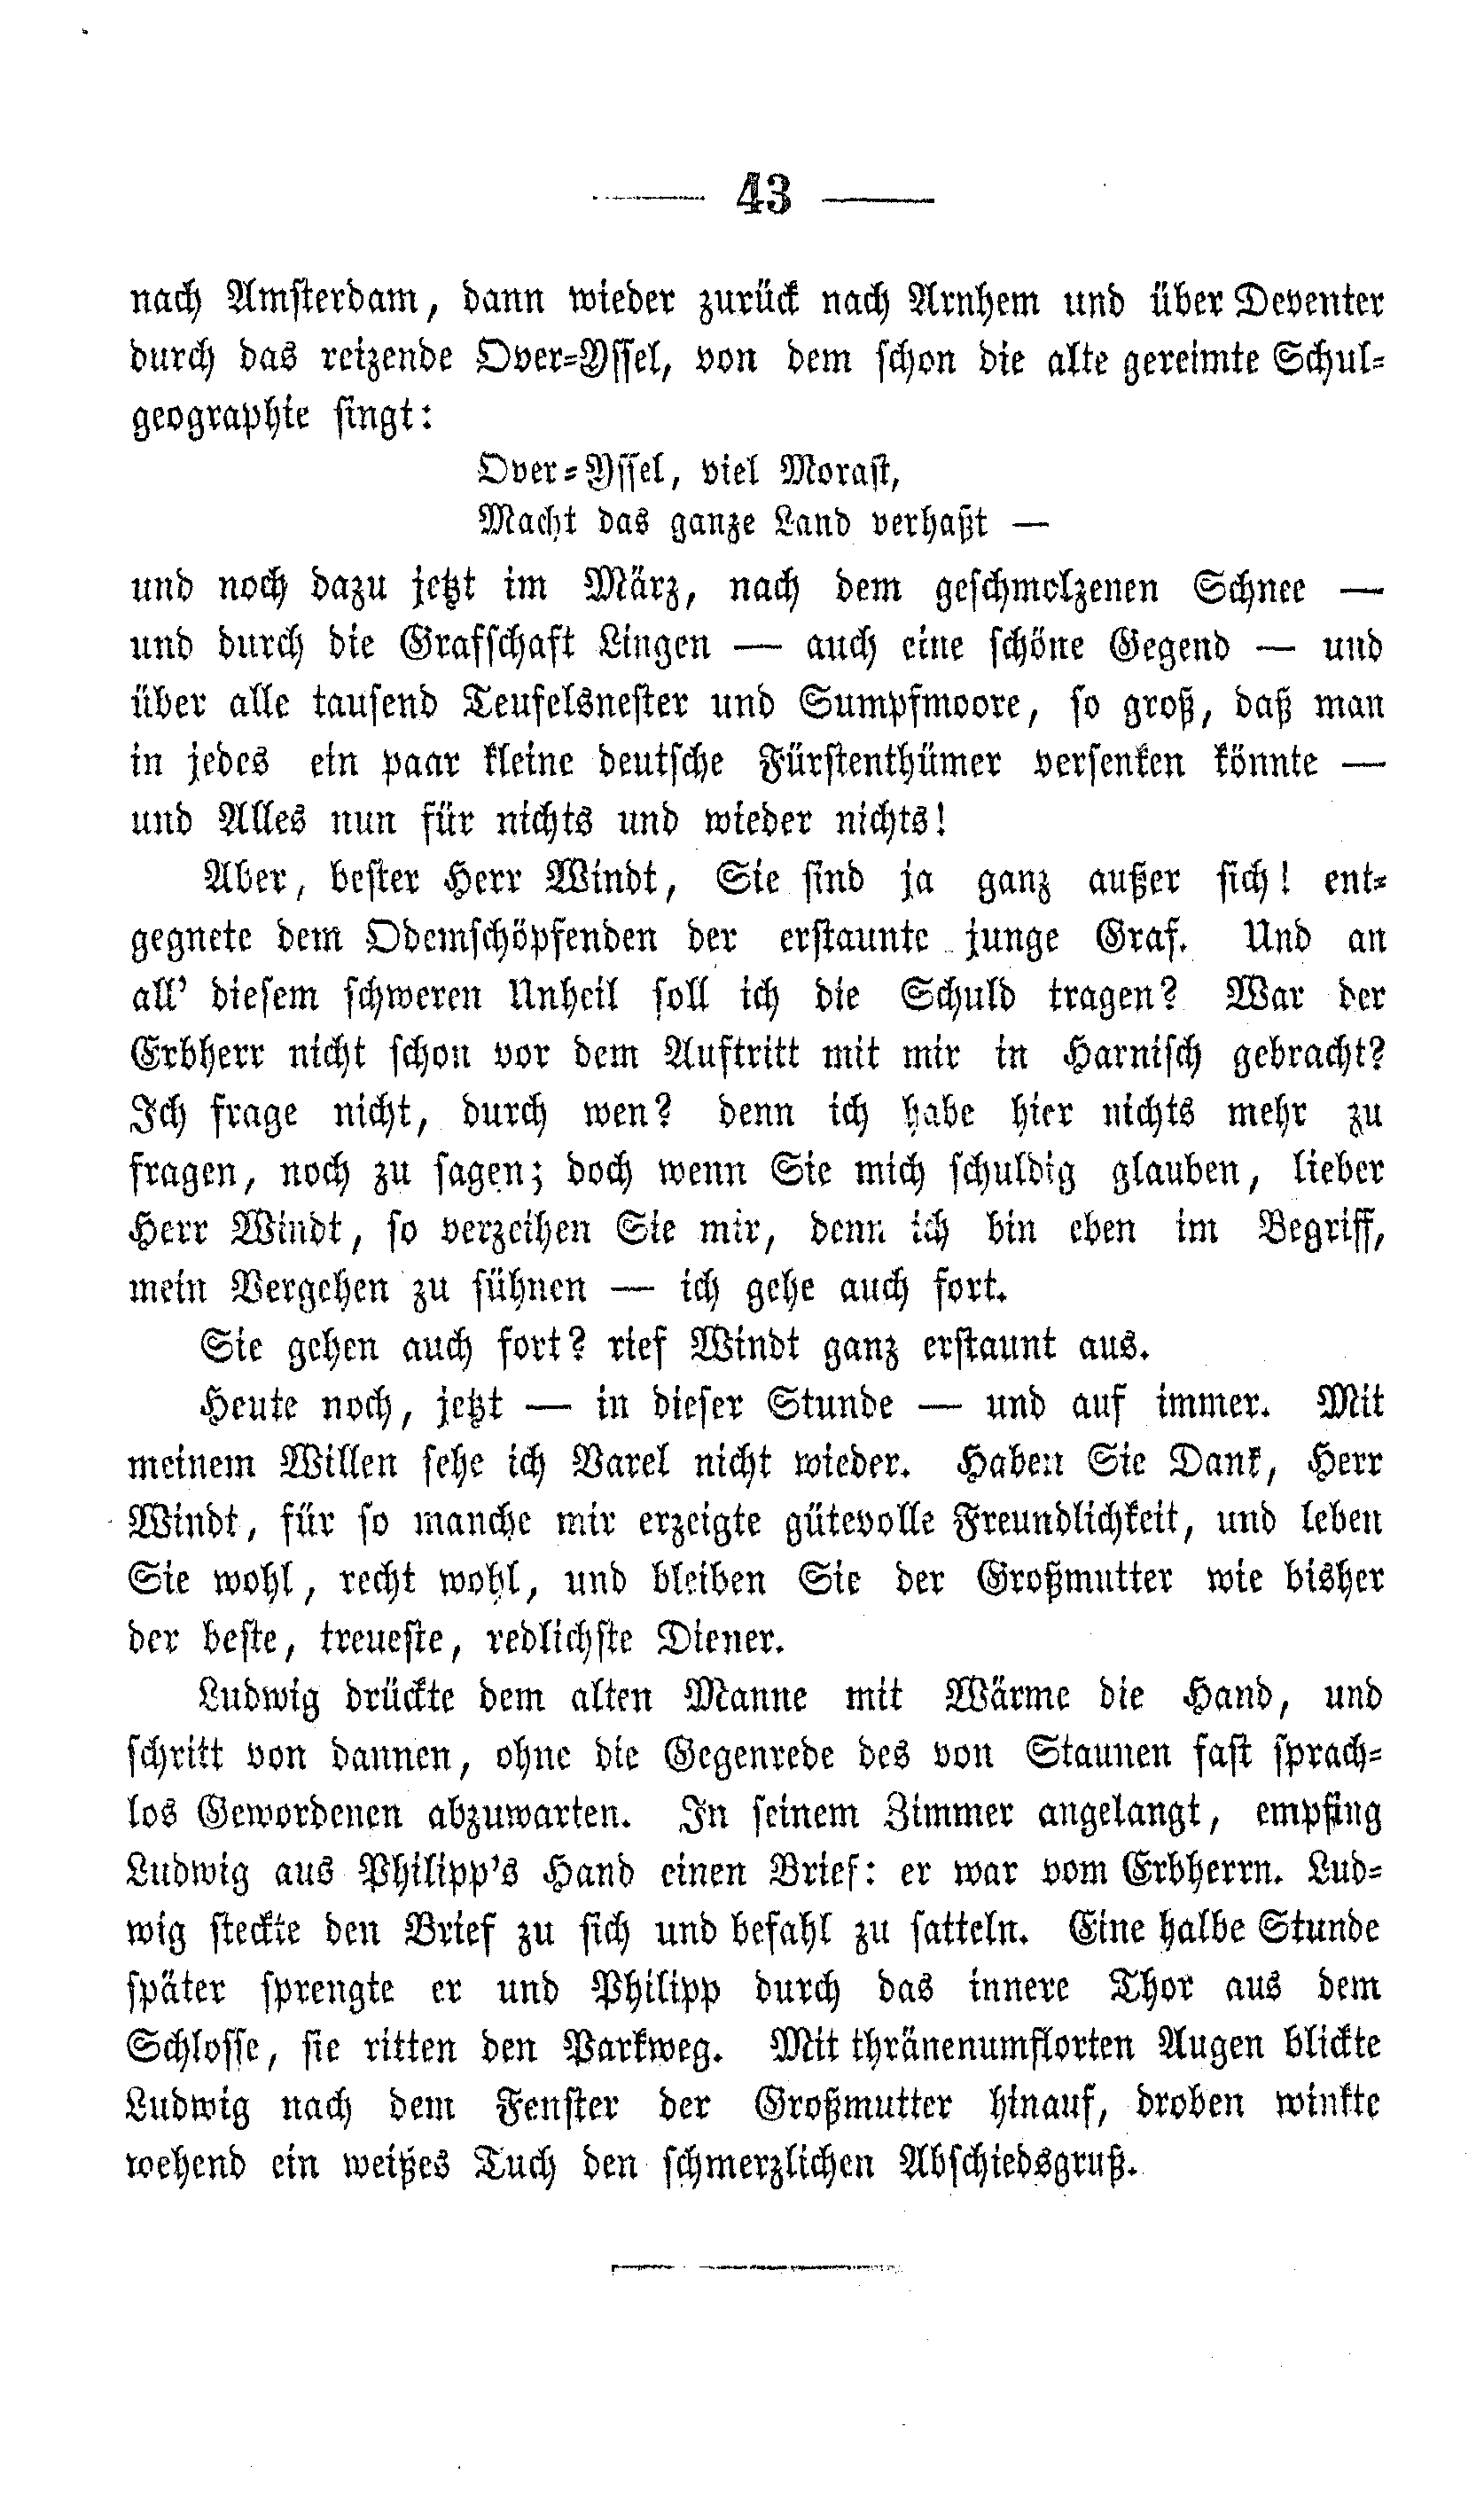 — 43 —
nach Amsterdam, dann wieder zurück nach Arnhem und über Deventer
durch das reizende Over-Yssel, von dem schon die alte gereimte Schul-
geographie singt:
Over-Yssel, viel Morast,
Macht das ganze Land verhaßt —
und noch dazu jetzt im März, nach dem geschmolzenen Schnee —
und durch die Grafschaft Lingen — auch eine schöne Gegend — und
über alle tausend Teufelsnester und Sumpfmoore, so groß, daß man
in jedes ein paar kleine deutsche Fürstenthümer versenken könnte —
und Alles nun für nichts und wieder nichts!
Aber, bester Herr Windt, Sie sind ja ganz außer sich! ent-
gegnete dem Odemschöpfenden der erstaunte junge Graf. Und an
all' diesem schweren Unheil soll ich die Schuld tragen? War der
Erbherr nicht schon vor dem Auftritt mit mir in Harnisch gebracht?
Ich frage nicht, durch wen? denn ich habe hier nichts mehr zu
fragen, noch zu sagen; doch wenn Sie mich schuldig glauben, lieber
Herr Windt, so verzeihen Sie mir, denn ich bin eben im Begriff,
mein Vergehen zu sühnen — ich gehe auch fort.
Sie gehen auch fort? rief Windt ganz erstaunt aus.
Heute noch, jetzt — in dieser Stunde — und auf immer. Mit
meinem Willen sehe ich Varel nicht wieder. Haben Sie Dank, Herr
Windt, für so manche mir erzeigte gütevolle Freundlichkeit, und leben
Sie wohl, recht wohl, und bleiben Sie der Großmutter wie bisher
der beste, treueste, redlichste Diener.
Ludwig drückte dem alten Manne mit Wärme die Hand, und
schritt von dannen, ohne die Gegenrede des von Staunen fast sprach-
los Gewordenen abzuwarten. In seinem Zimmer angelangt, empfing
Ludwig aus Philipp's Hand einen Brief: er war vom Erbherrn. Lud-
wig steckte den Brief zu sich und befahl zu satteln. Eine halbe Stunde
später sprengte er und Philipp durch das innere Thor aus dem
Schlosse, sie ritten den Parkweg. Mit thränenumflorten Augen blickte
Ludwig nach dem Fenster der Großmutter hinauf, droben winkte
wehend ein weißes Tuch den schmerzlichen Abschiedsgruß.